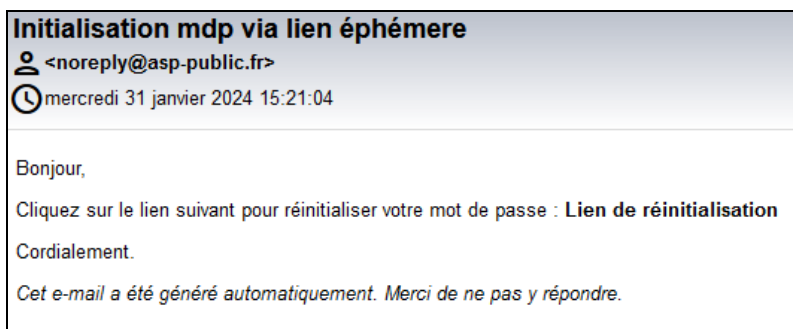 Initialisation mdp via lien éphémere
<noreply@asp-public.fr>
mercredi 31 janvier 2024 15:21:04
Bonjour,
Cliquez sur le lien suivant pour réinitialiser votre mot de passe : Lien de réinitialisation
Cordialement.
Cet e-mail a été généré automatiquement. Merci de ne pas y répondre.